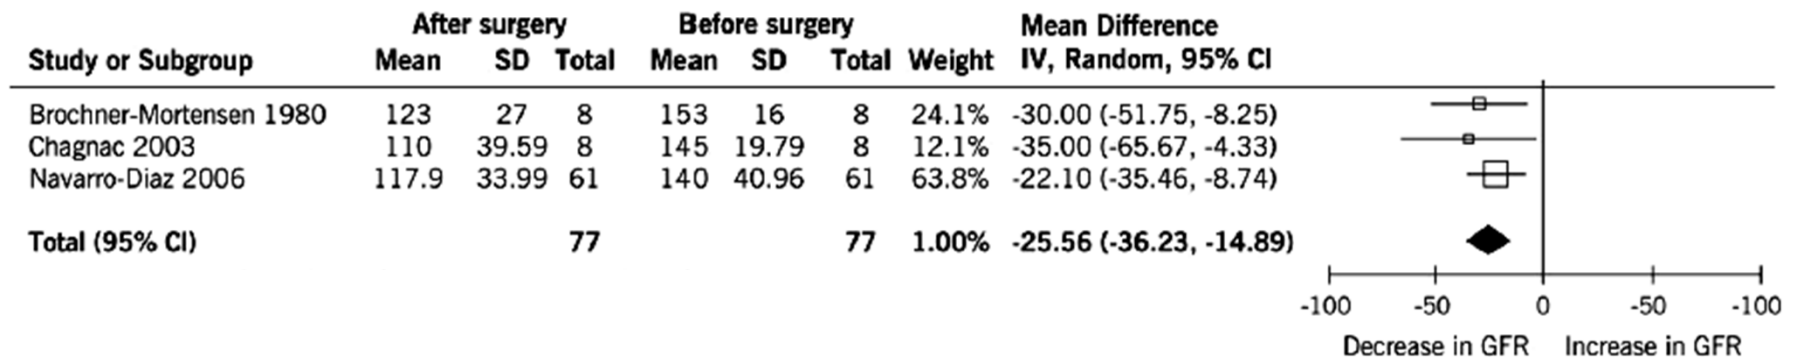 After surgery Before surgery Mean Difference
Study or Subgroup Mean SD Total Mean SD Total Weight IV, Random, 95% CI
Brochner-Mortensen 1980 123 27 8 153 16 8 24.1% -30.00 (-51.75, -8.25)
Chagnac 2003 110 39.59 8 145 19.79 8 12.1% -35.00 (-65.67, -4.33)
Navarro-Diaz 2006 117.9 33.99 61 140 40.96 61 63.8% -22.10 (-35.46, -8.74)
Total (95% CI) 77 77 1.00% -25.56 (-36.23, -14.89)
-100 -50 0 -50 -100
Decrease in GFR Increase in GFR